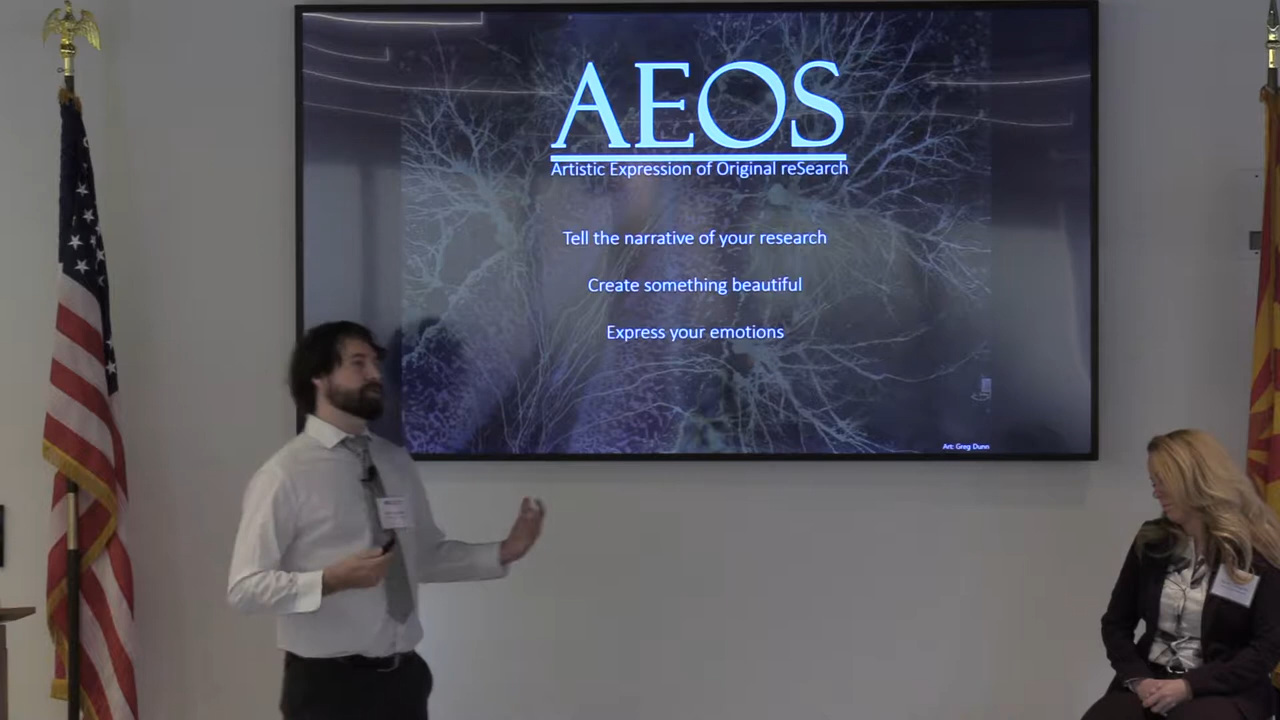 AEOS
Artistic Expression of Original reSearch
Tell the narrative of your research
Create something beautiful
Express your emotions
Art: Greg Dunn